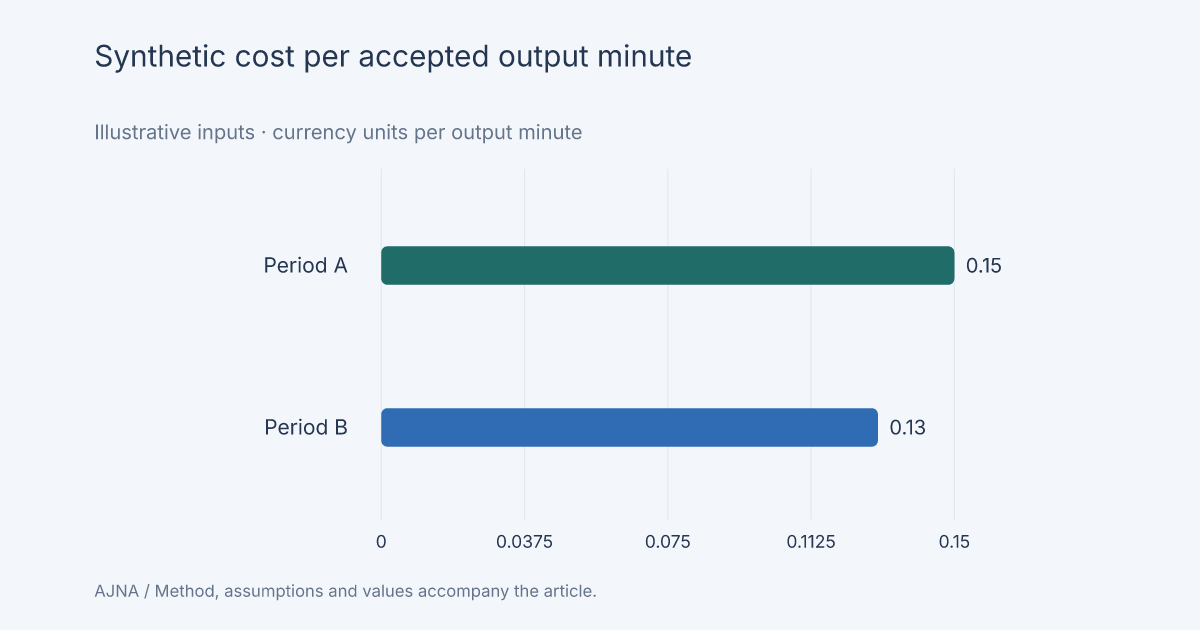 Synthetic cost per accepted output minute
Illustrative inputs · currency units per output minute
Period A
0.15
Period B
0.13
0 0.0375 0.075 0.1125 0.15
AJNA / Method, assumptions and values accompany the article.